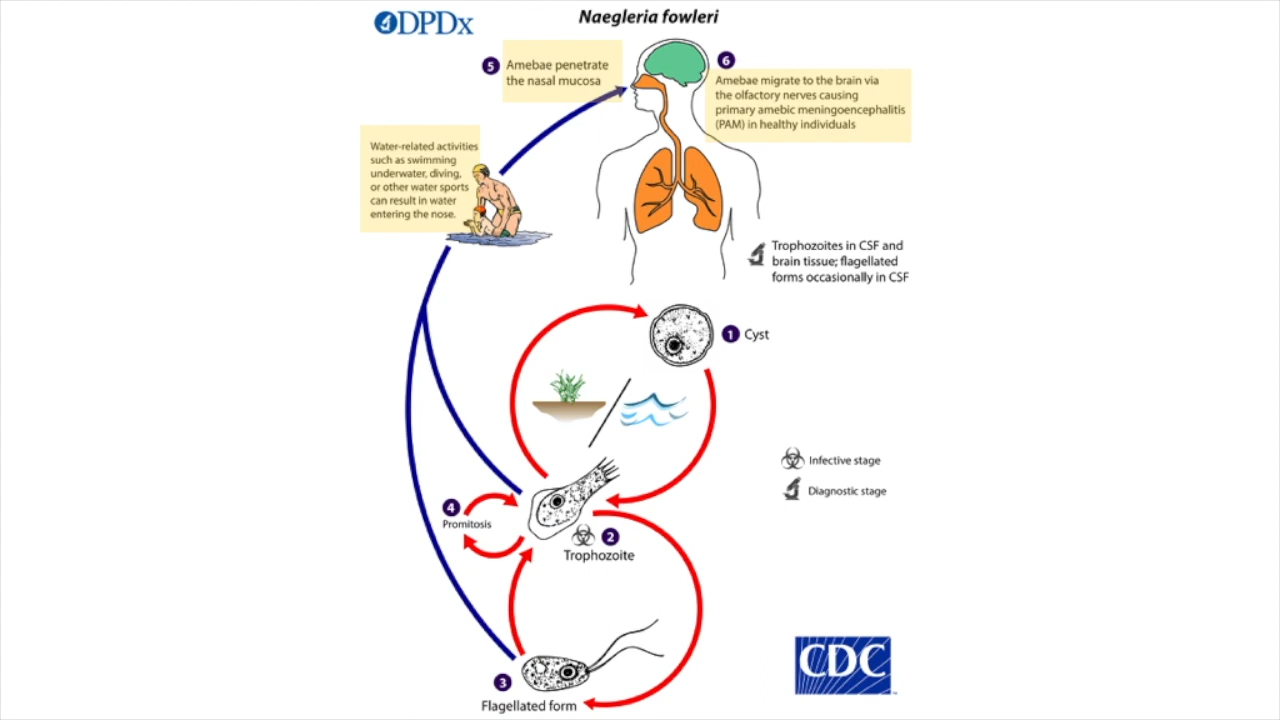 DPDx
Naegleria fowleri
5
Amebae penetrate
the nasal mucosa
6
Amebae migrate to the brain via
the olfactory nerves causing
primary amebic meningoencephalitis
(PAM) in healthy individuals
Water-related activities
such as swimming
underwater, diving,
or other water sports
can result in water
entering the nose.
Trophozoites in CSF and
brain tissue; flagellated
forms occasionally in CSF
1 Cyst
Infective stage
Diagnostic stage
4
Promitosis
2
Trophozoite
3
Flagellated form
CDC